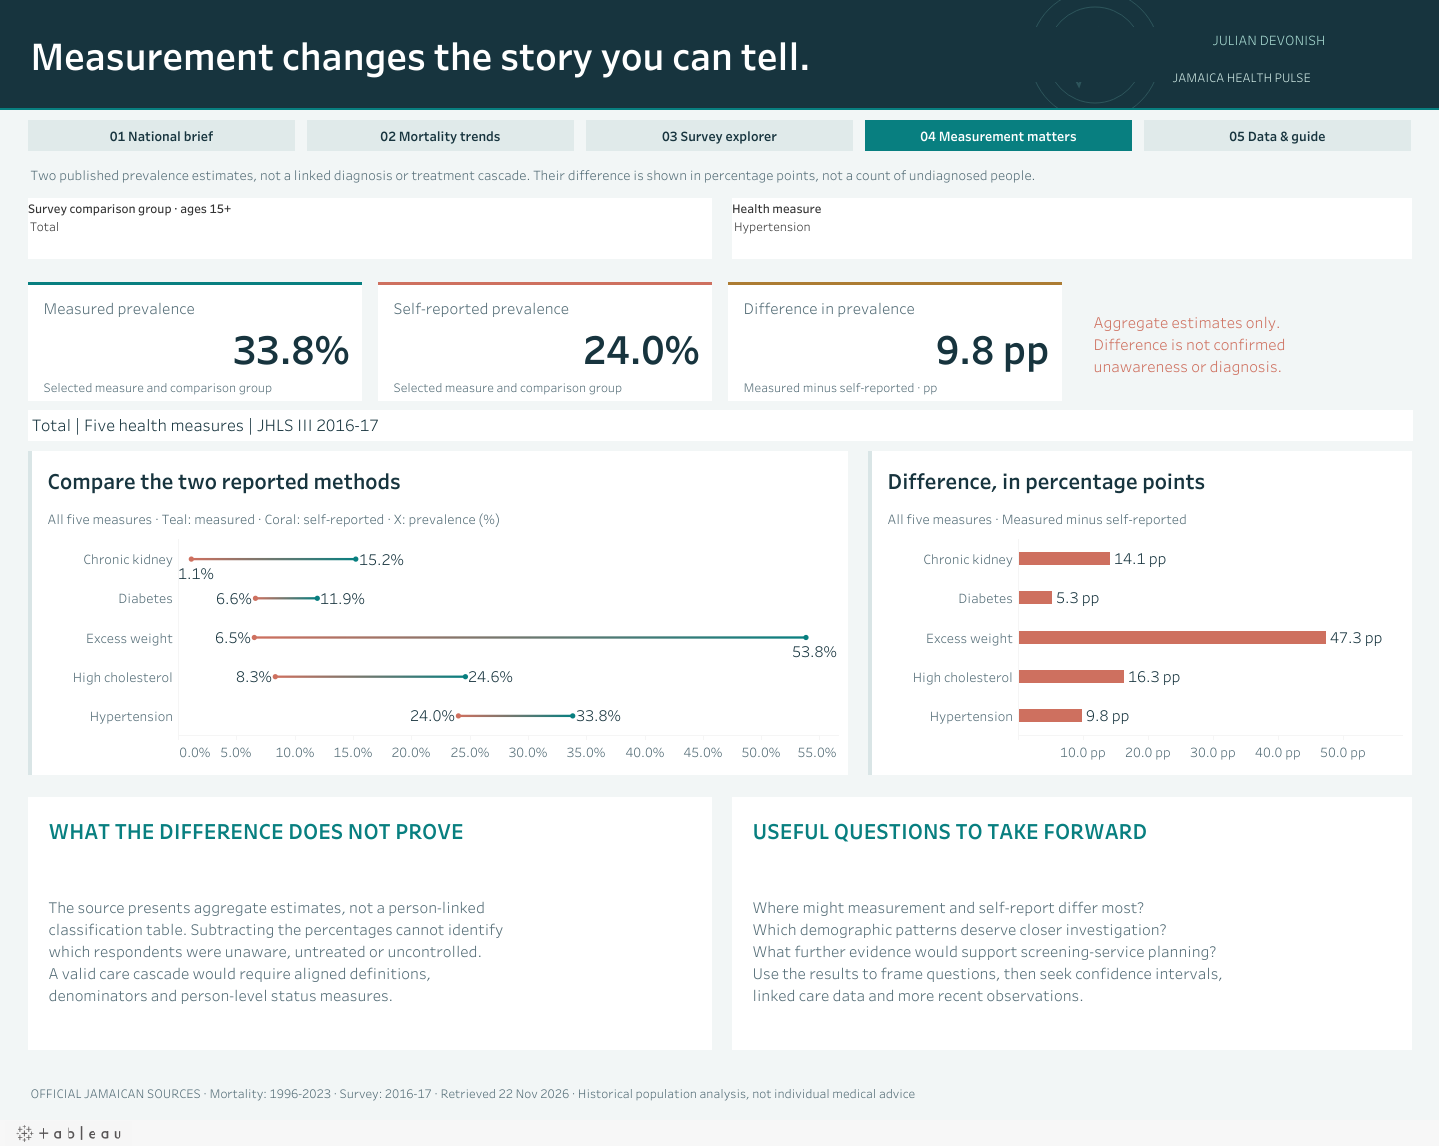 Measurement changes the story you can tell.
JULIAN DEVONISH
JAMAICA HEALTH PULSE
01 National brief
02 Mortality trends
03 Survey explorer
04 Measurement matters
05 Data & guide
Two published prevalence estimates, not a linked diagnosis or treatment cascade. Their difference is shown in percentage points, not a count of undiagnosed people.
Survey comparison group · ages 15+
Total
Health measure
Hypertension
Measured prevalence
33.8%
Selected measure and comparison group
Self-reported prevalence
24.0%
Selected measure and comparison group
Difference in prevalence
9.8 pp
Measured minus self-reported · pp
Aggregate estimates only.
Difference is not confirmed
unawareness or diagnosis.
Total | Five health measures | JHLS III 2016-17
Compare the two reported methods
All five measures · Teal: measured · Coral: self-reported · X: prevalence (%)
Chronic kidney 1.1% 15.2%
Diabetes 6.6% 11.9%
Excess weight 6.5% 53.8%
High cholesterol 8.3% 24.6%
Hypertension 24.0% 33.8%
0.0% 5.0% 10.0% 15.0% 20.0% 25.0% 30.0% 35.0% 40.0% 45.0% 50.0% 55.0%
Difference, in percentage points
All five measures · Measured minus self-reported
Chronic kidney 14.1 pp
Diabetes 5.3 pp
Excess weight 47.3 pp
High cholesterol 16.3 pp
Hypertension 9.8 pp
10.0 pp 20.0 pp 30.0 pp 40.0 pp 50.0 pp
WHAT THE DIFFERENCE DOES NOT PROVE
The source presents aggregate estimates, not a person-linked
classification table. Subtracting the percentages cannot identify
which respondents were unaware, untreated or uncontrolled.
A valid care cascade would require aligned definitions,
denominators and person-level status measures.
USEFUL QUESTIONS TO TAKE FORWARD
Where might measurement and self-report differ most?
Which demographic patterns deserve closer investigation?
What further evidence would support screening-service planning?
Use the results to frame questions, then seek confidence intervals,
linked care data and more recent observations.
OFFICIAL JAMAICAN SOURCES · Mortality: 1996-2023 · Survey: 2016-17 · Retrieved 22 Nov 2026 · Historical population analysis, not individual medical advice
+ableau